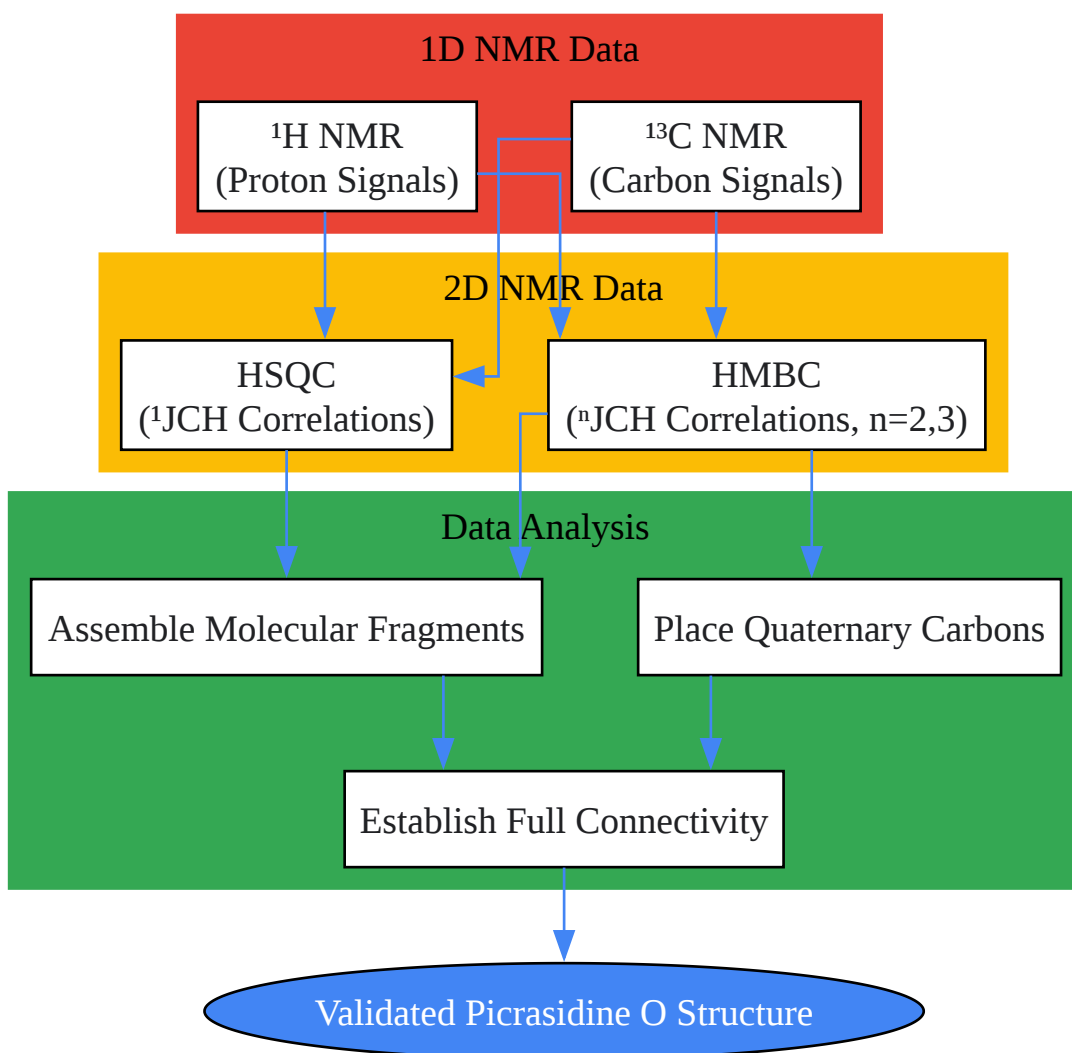 1D NMR Data
¹H NMR
(Proton Signals)
¹³C NMR
(Carbon Signals)
2D NMR Data
HSQC
(¹JCH Correlations)
HMBC
(ⁿJCH Correlations, n=2,3)
Data Analysis
Assemble Molecular Fragments
Place Quaternary Carbons
Establish Full Connectivity
Validated Picrasidine O Structure